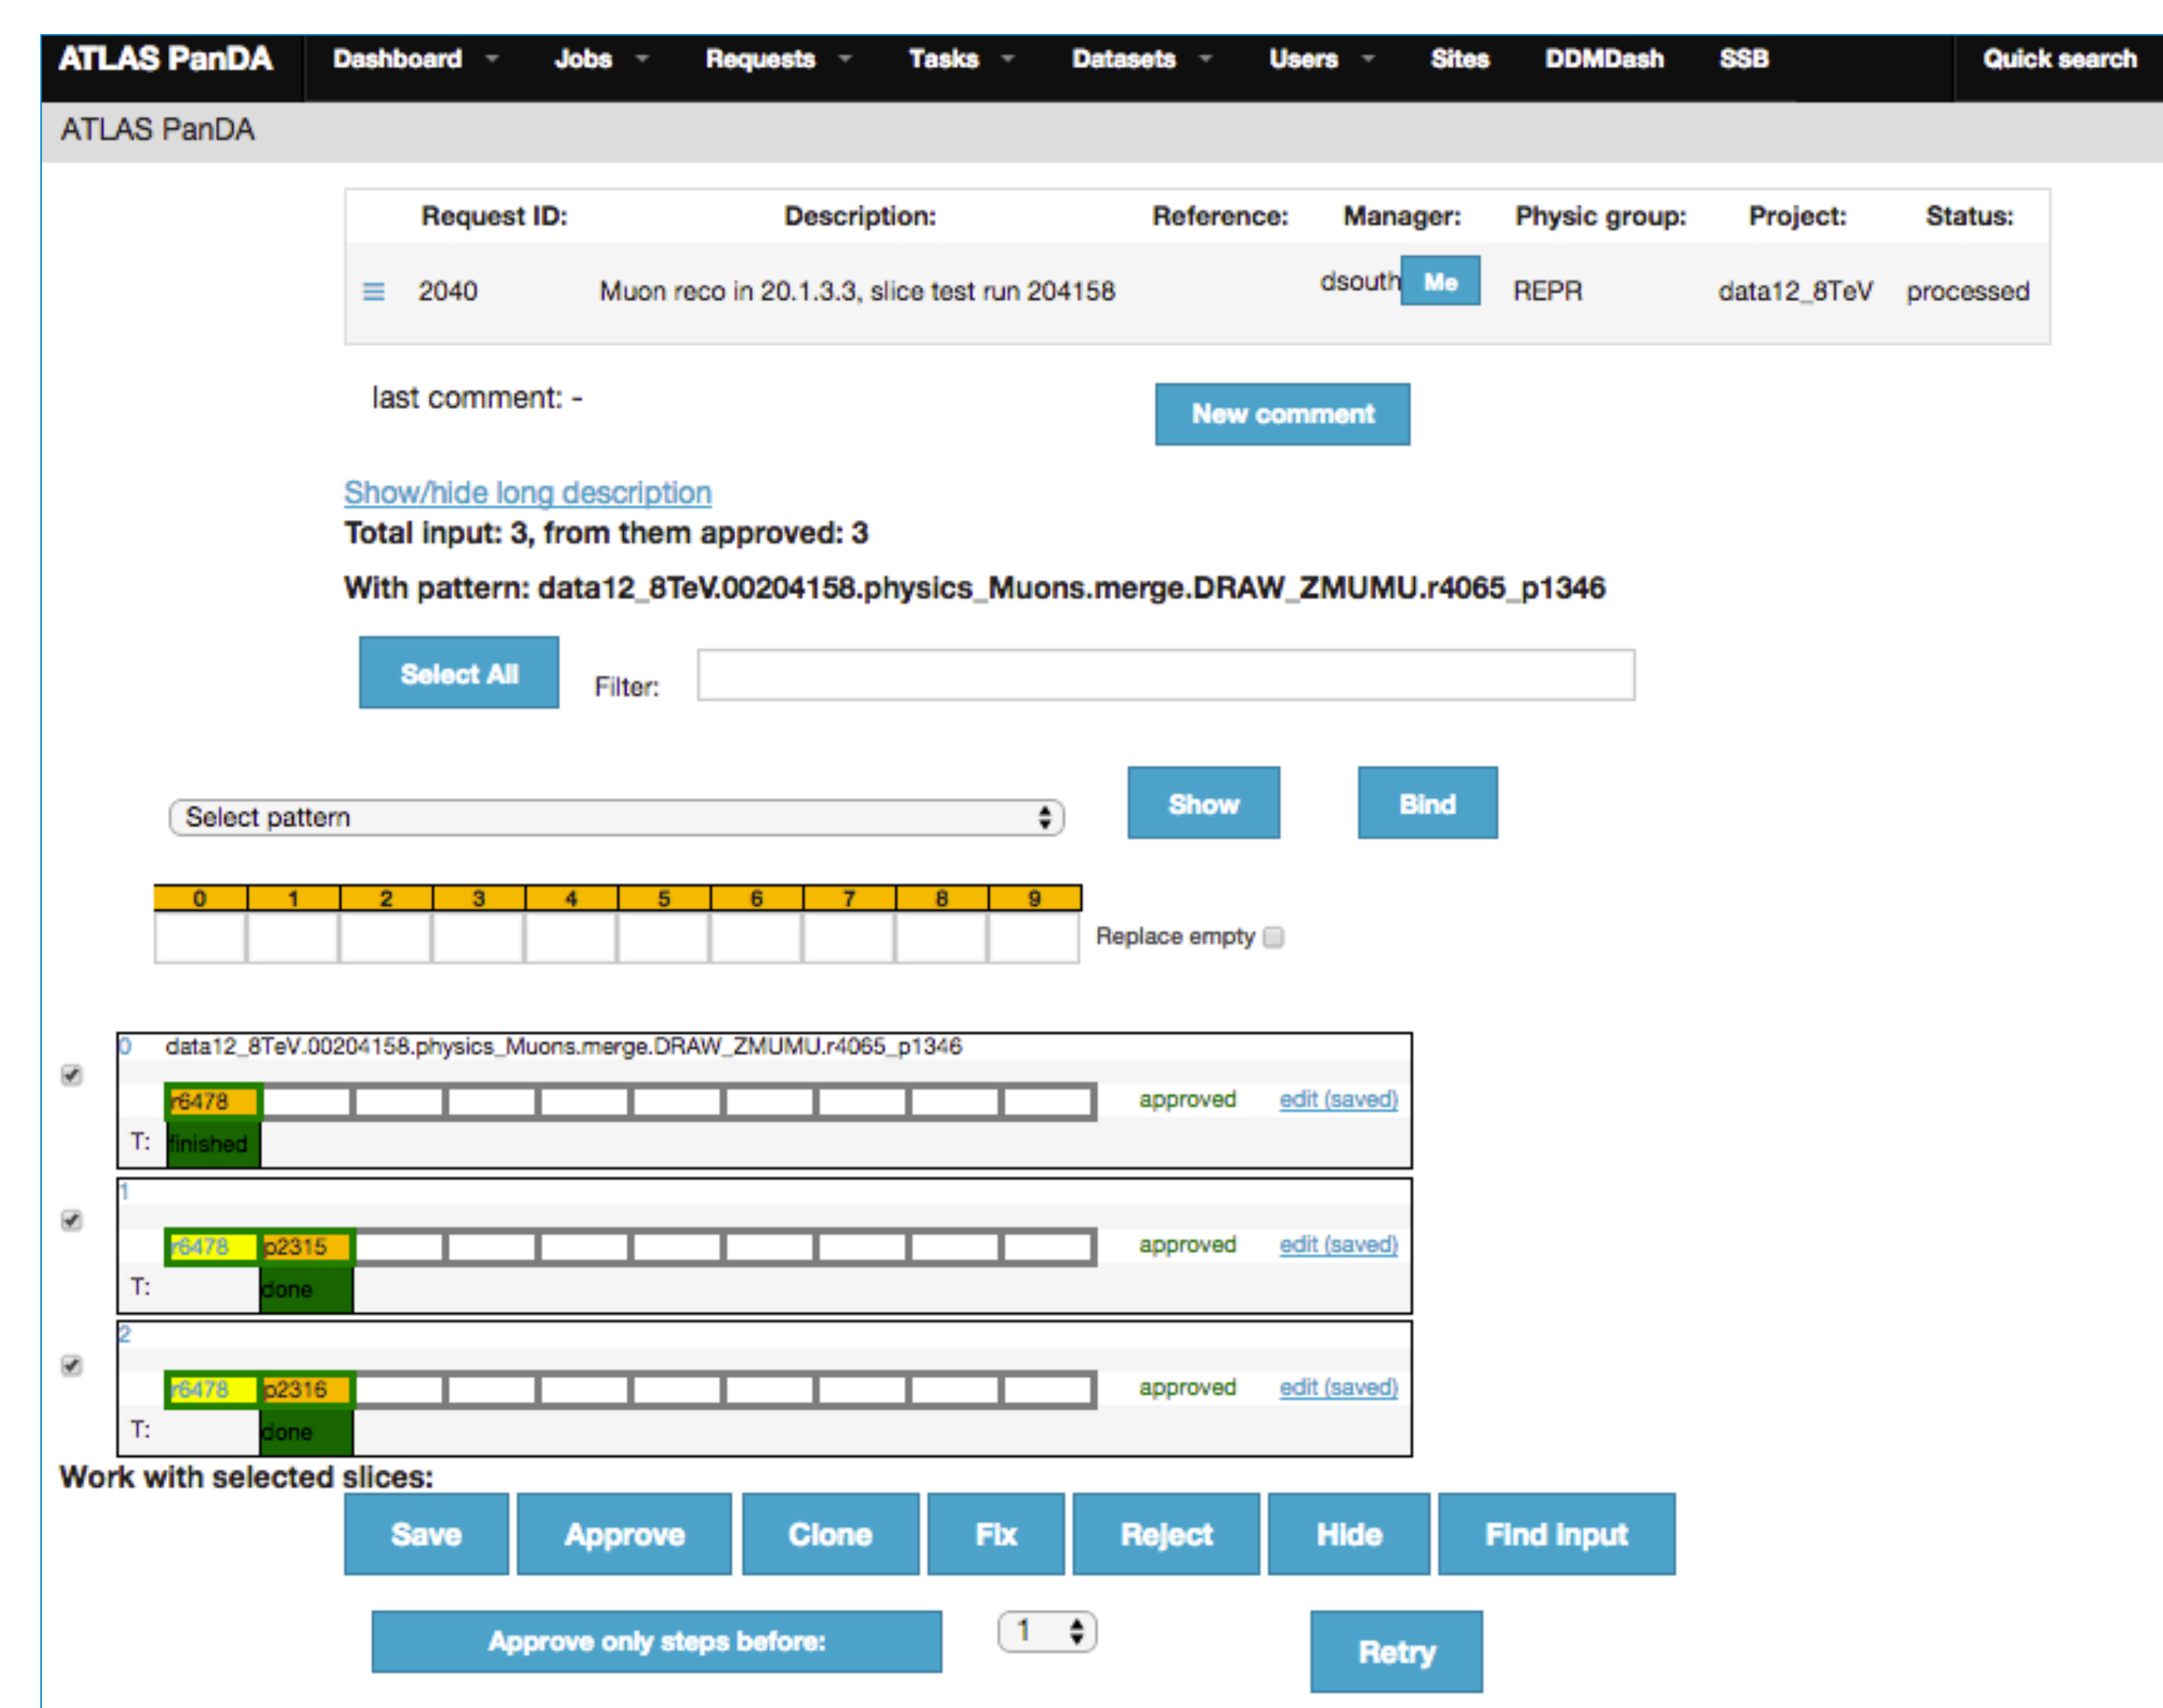 ATLAS PanDA Dashboard Jobs Requests Tasks Datasets Users Sites DDMDash SSB Quick search
ATLAS PanDA
Request ID: Description: Reference: Manager: Physic group: Project: Status:
2040 Muon reco in 20.1.3.3, slice test run 204158 dsouth Me REPR data12_8TeV processed
last comment: - New comment
Show/hide long description
Total input: 3, from them approved: 3
With pattern: data12_8TeV.00204158.physics_Muons.merge.DRAW_ZMUMU.r4065_p1346
Select All Filter:
Select pattern Show Bind
0 1 2 3 4 5 6 7 8 9
Replace empty
0 data12_8TeV.00204158.physics_Muons.merge.DRAW_ZMUMU.r4065_p1346
r6478 approved edit (saved)
T: finished
1
r6478 p2315 approved edit (saved)
T: done
2
r6478 p2316 approved edit (saved)
T: done
Work with selected slices:
Save Approve Clone Fix Reject Hide Find input
Approve only steps before: 1 Retry